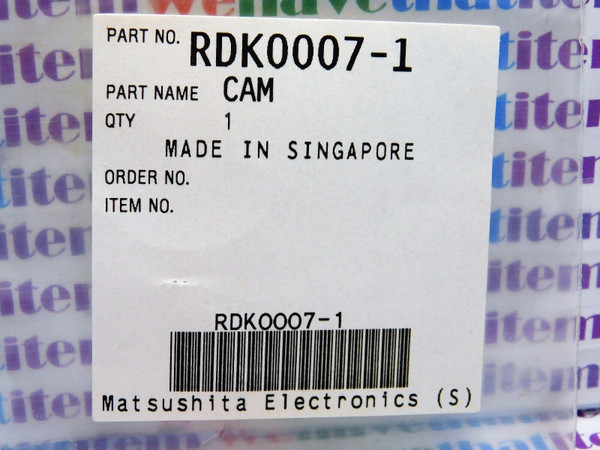 PART NO. RDK0007-1
PART NAME CAM
QTY 1
MADE IN SINGAPORE
ORDER NO.
ITEM NO.
RDK0007-1
Matsushita Electronics (S)
wehavethatitem